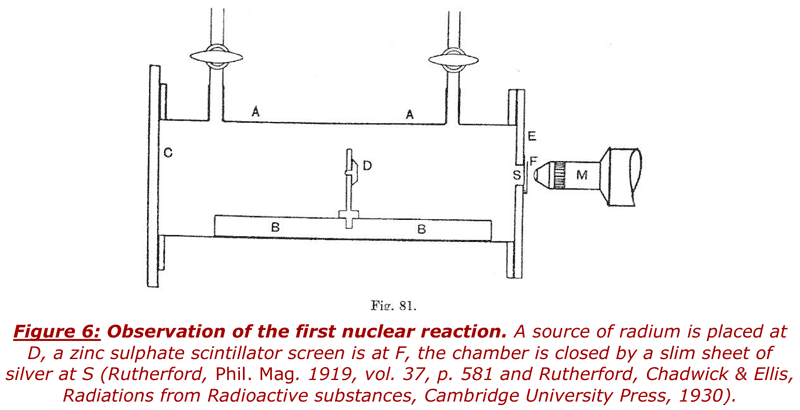 A A
E
C
D
F
S M
B B
Fig. 81.
Figure 6: Observation of the first nuclear reaction. A source of radium is placed at
D, a zinc sulphate scintillator screen is at F, the chamber is closed by a slim sheet of
silver at S (Rutherford, Phil. Mag. 1919, vol. 37, p. 581 and Rutherford, Chadwick & Ellis,
Radiations from Radioactive substances, Cambridge University Press, 1930).